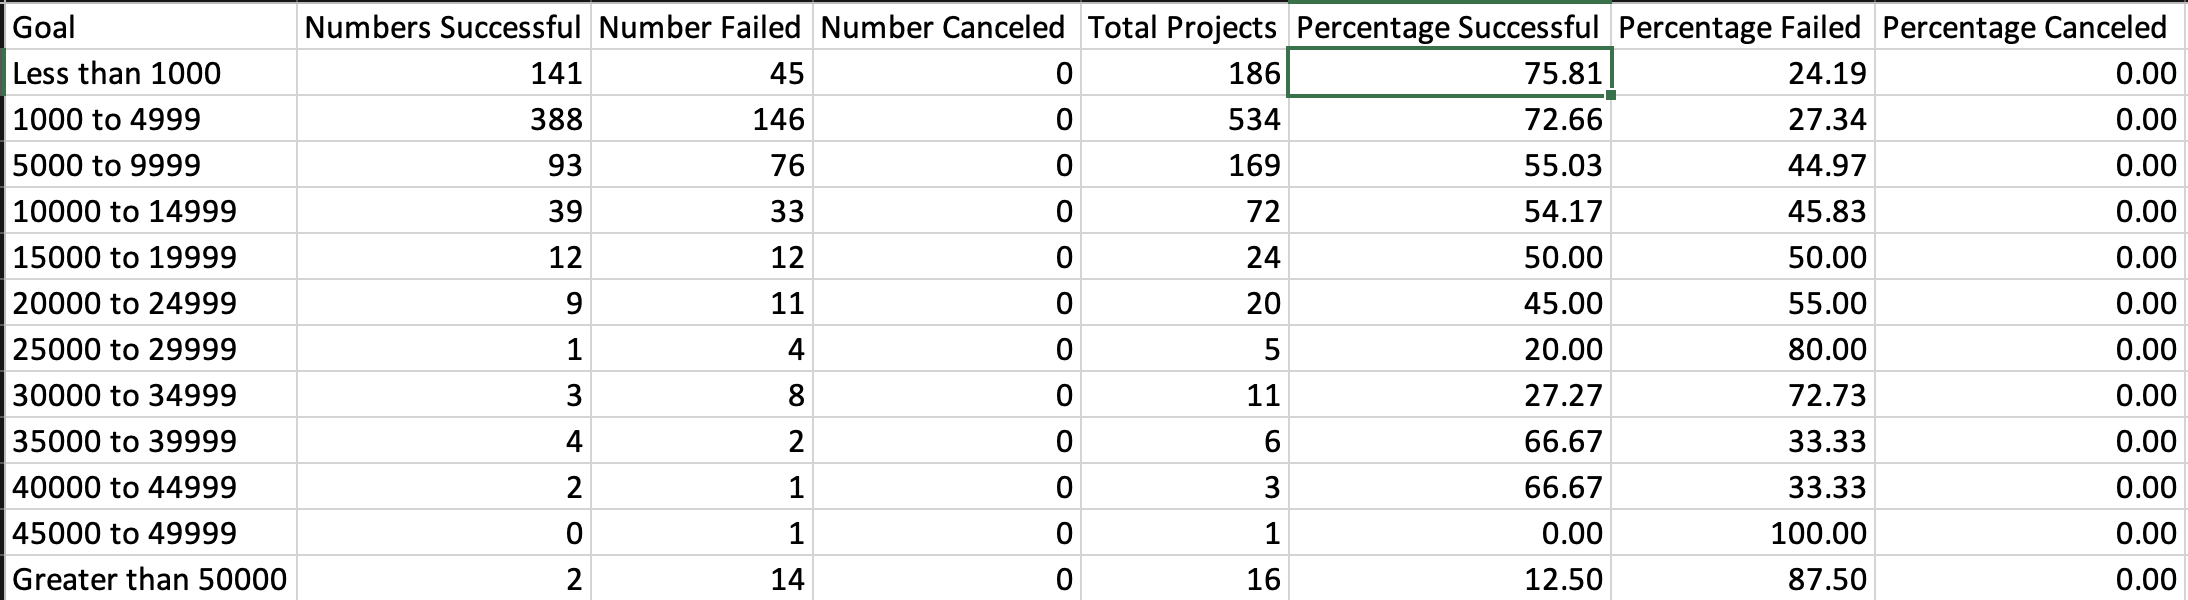 Goal Numbers Successful Number Failed Number Canceled Total Projects Percentage Successful Percentage Failed Percentage Canceled
Less than 1000 141 45 0 186 75.81 24.19 0.00
1000 to 4999 388 146 0 534 72.66 27.34 0.00
5000 to 9999 93 76 0 169 55.03 44.97 0.00
10000 to 14999 39 33 0 72 54.17 45.83 0.00
15000 to 19999 12 12 0 24 50.00 50.00 0.00
20000 to 24999 9 11 0 20 45.00 55.00 0.00
25000 to 29999 1 4 0 5 20.00 80.00 0.00
30000 to 34999 3 8 0 11 27.27 72.73 0.00
35000 to 39999 4 2 0 6 66.67 33.33 0.00
40000 to 44999 2 1 0 3 66.67 33.33 0.00
45000 to 49999 0 1 0 1 0.00 100.00 0.00
Greater than 50000 2 14 0 16 12.50 87.50 0.00